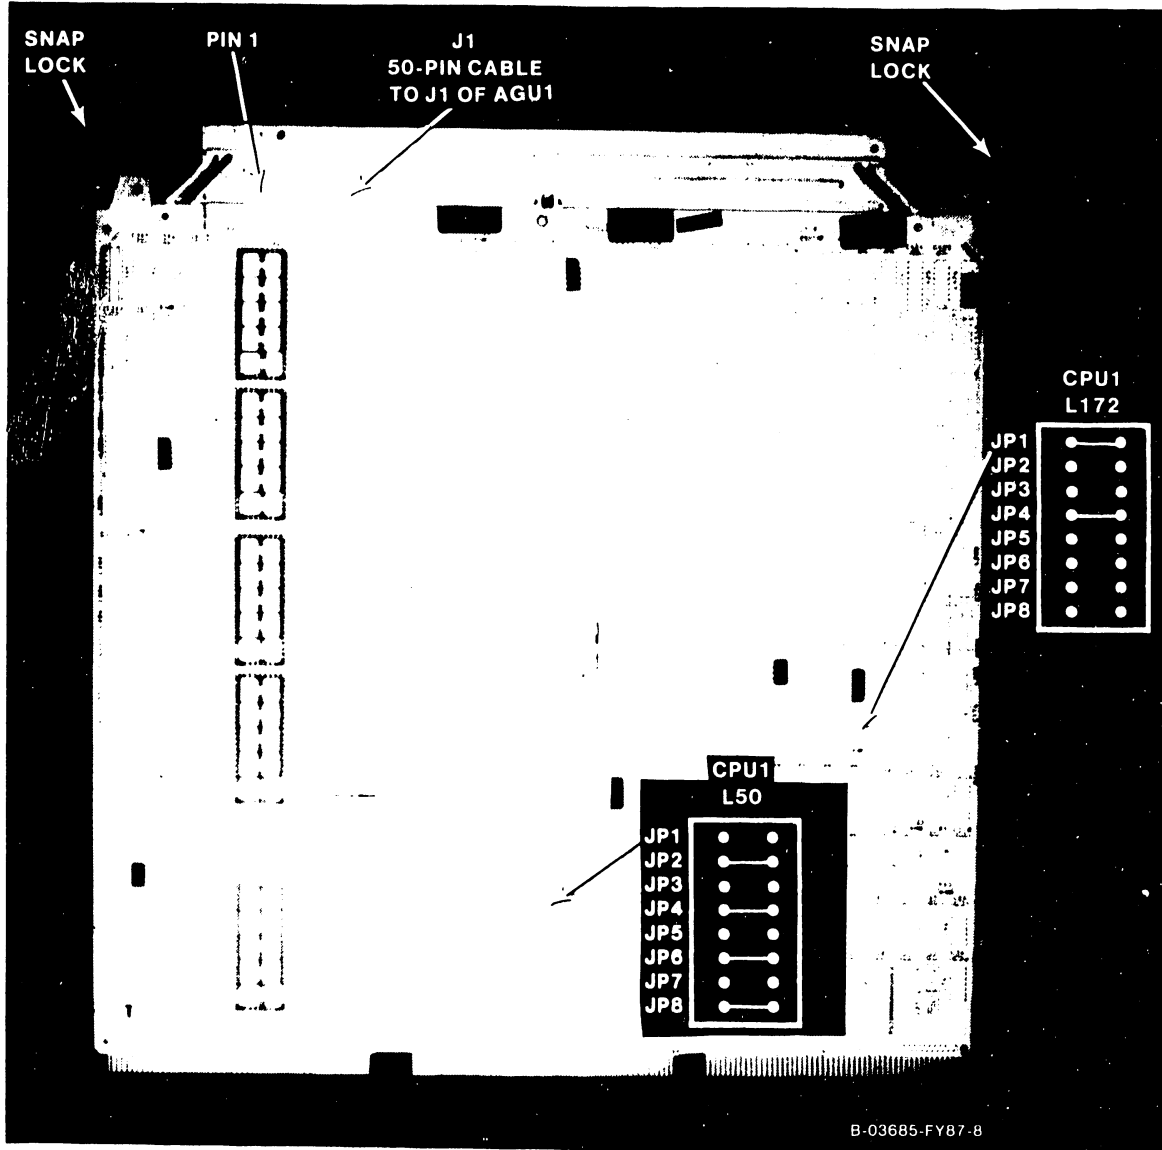 SNAP
LOCK
PIN 1
J1
50-PIN CABLE
TO J1 OF AGU1
SNAP
LOCK
CPU1
L172
JP1
JP2
JP3
JP4
JP5
JP6
JP7
JP8
CPU1
L50
JP1
JP2
JP3
JP4
JP5
JP6
JP7
JP8
B-03685-FY87-8